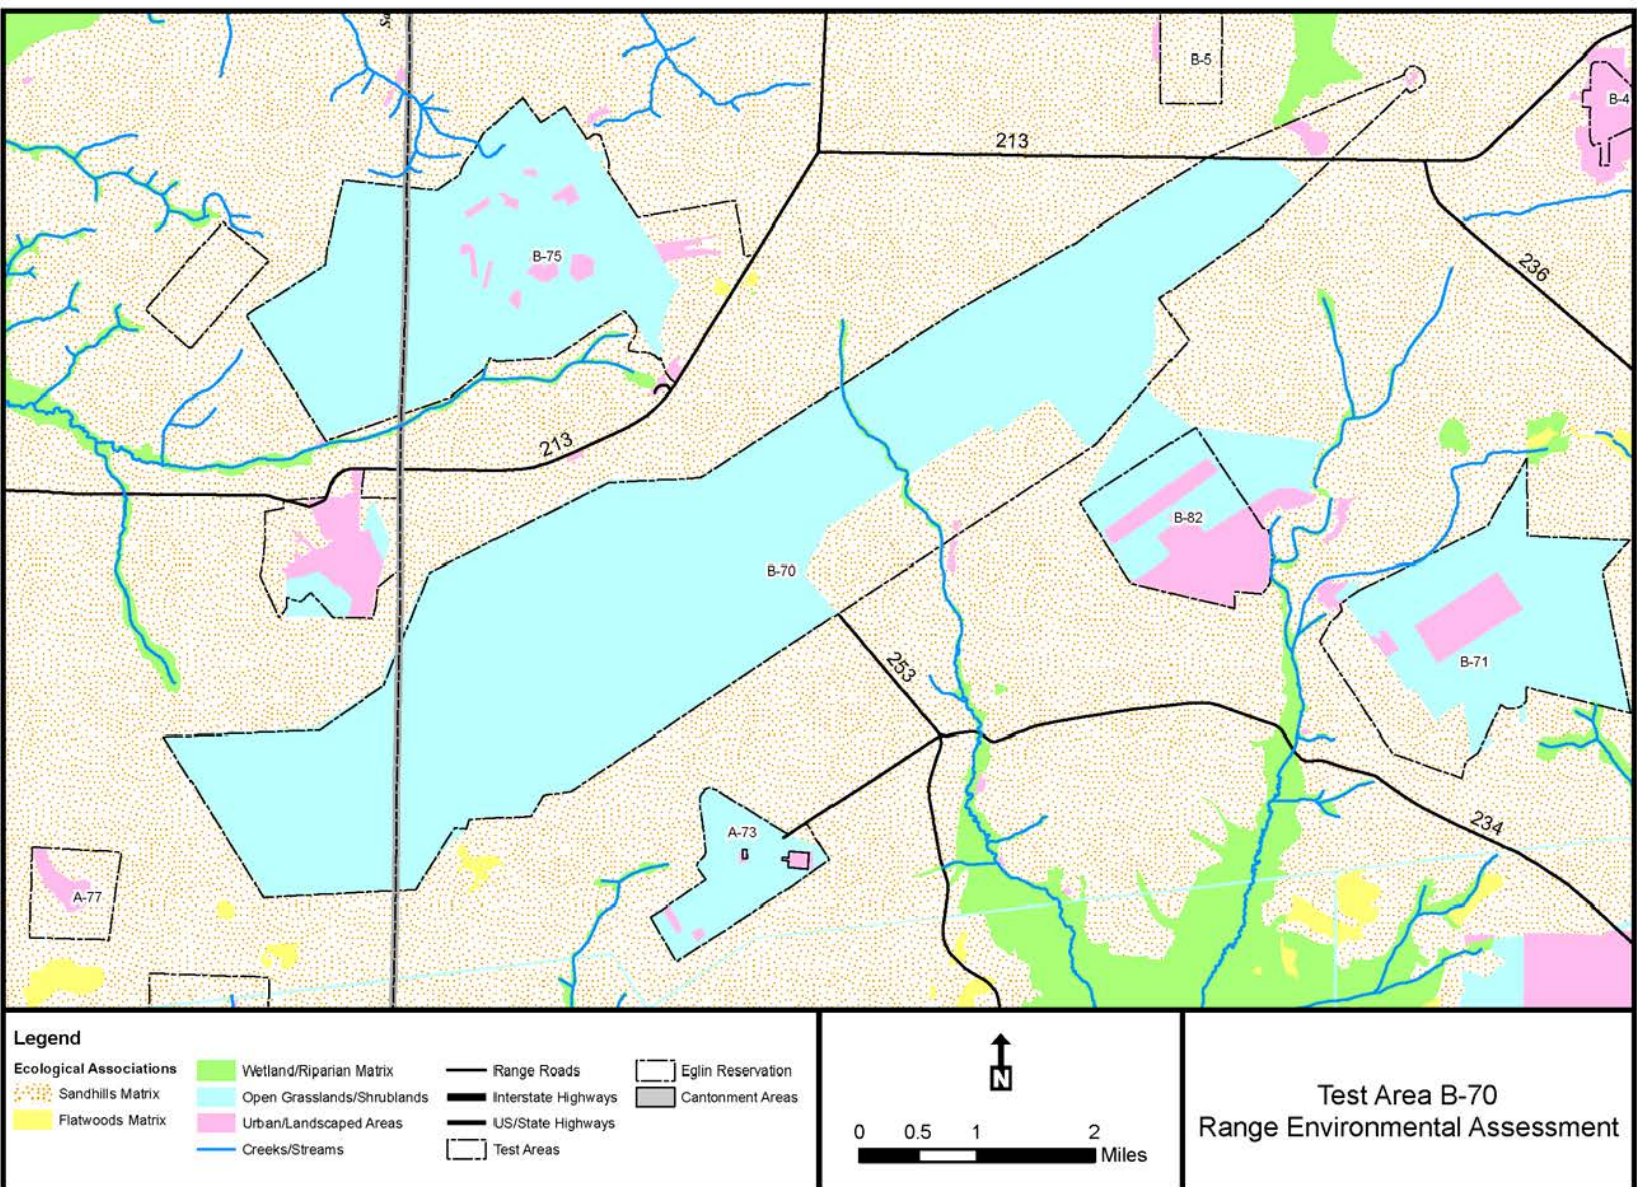 B-5
B-4
213
236
B-75
213
B-82
B-70
B-71
253
234
A-73
A-77
Legend
Ecological Associations
Sandhills Matrix
Flatwoods Matrix
Wetland/Riparian Matrix
Open Grasslands/Shrublands
Urban/Landscaped Areas
Creeks/Streams
Range Roads
Interstate Highways
US/State Highways
Test Areas
Eglin Reservation
Cantonment Areas
N
0 0.5 1 2
Miles
Test Area B-70
Range Environmental Assessment